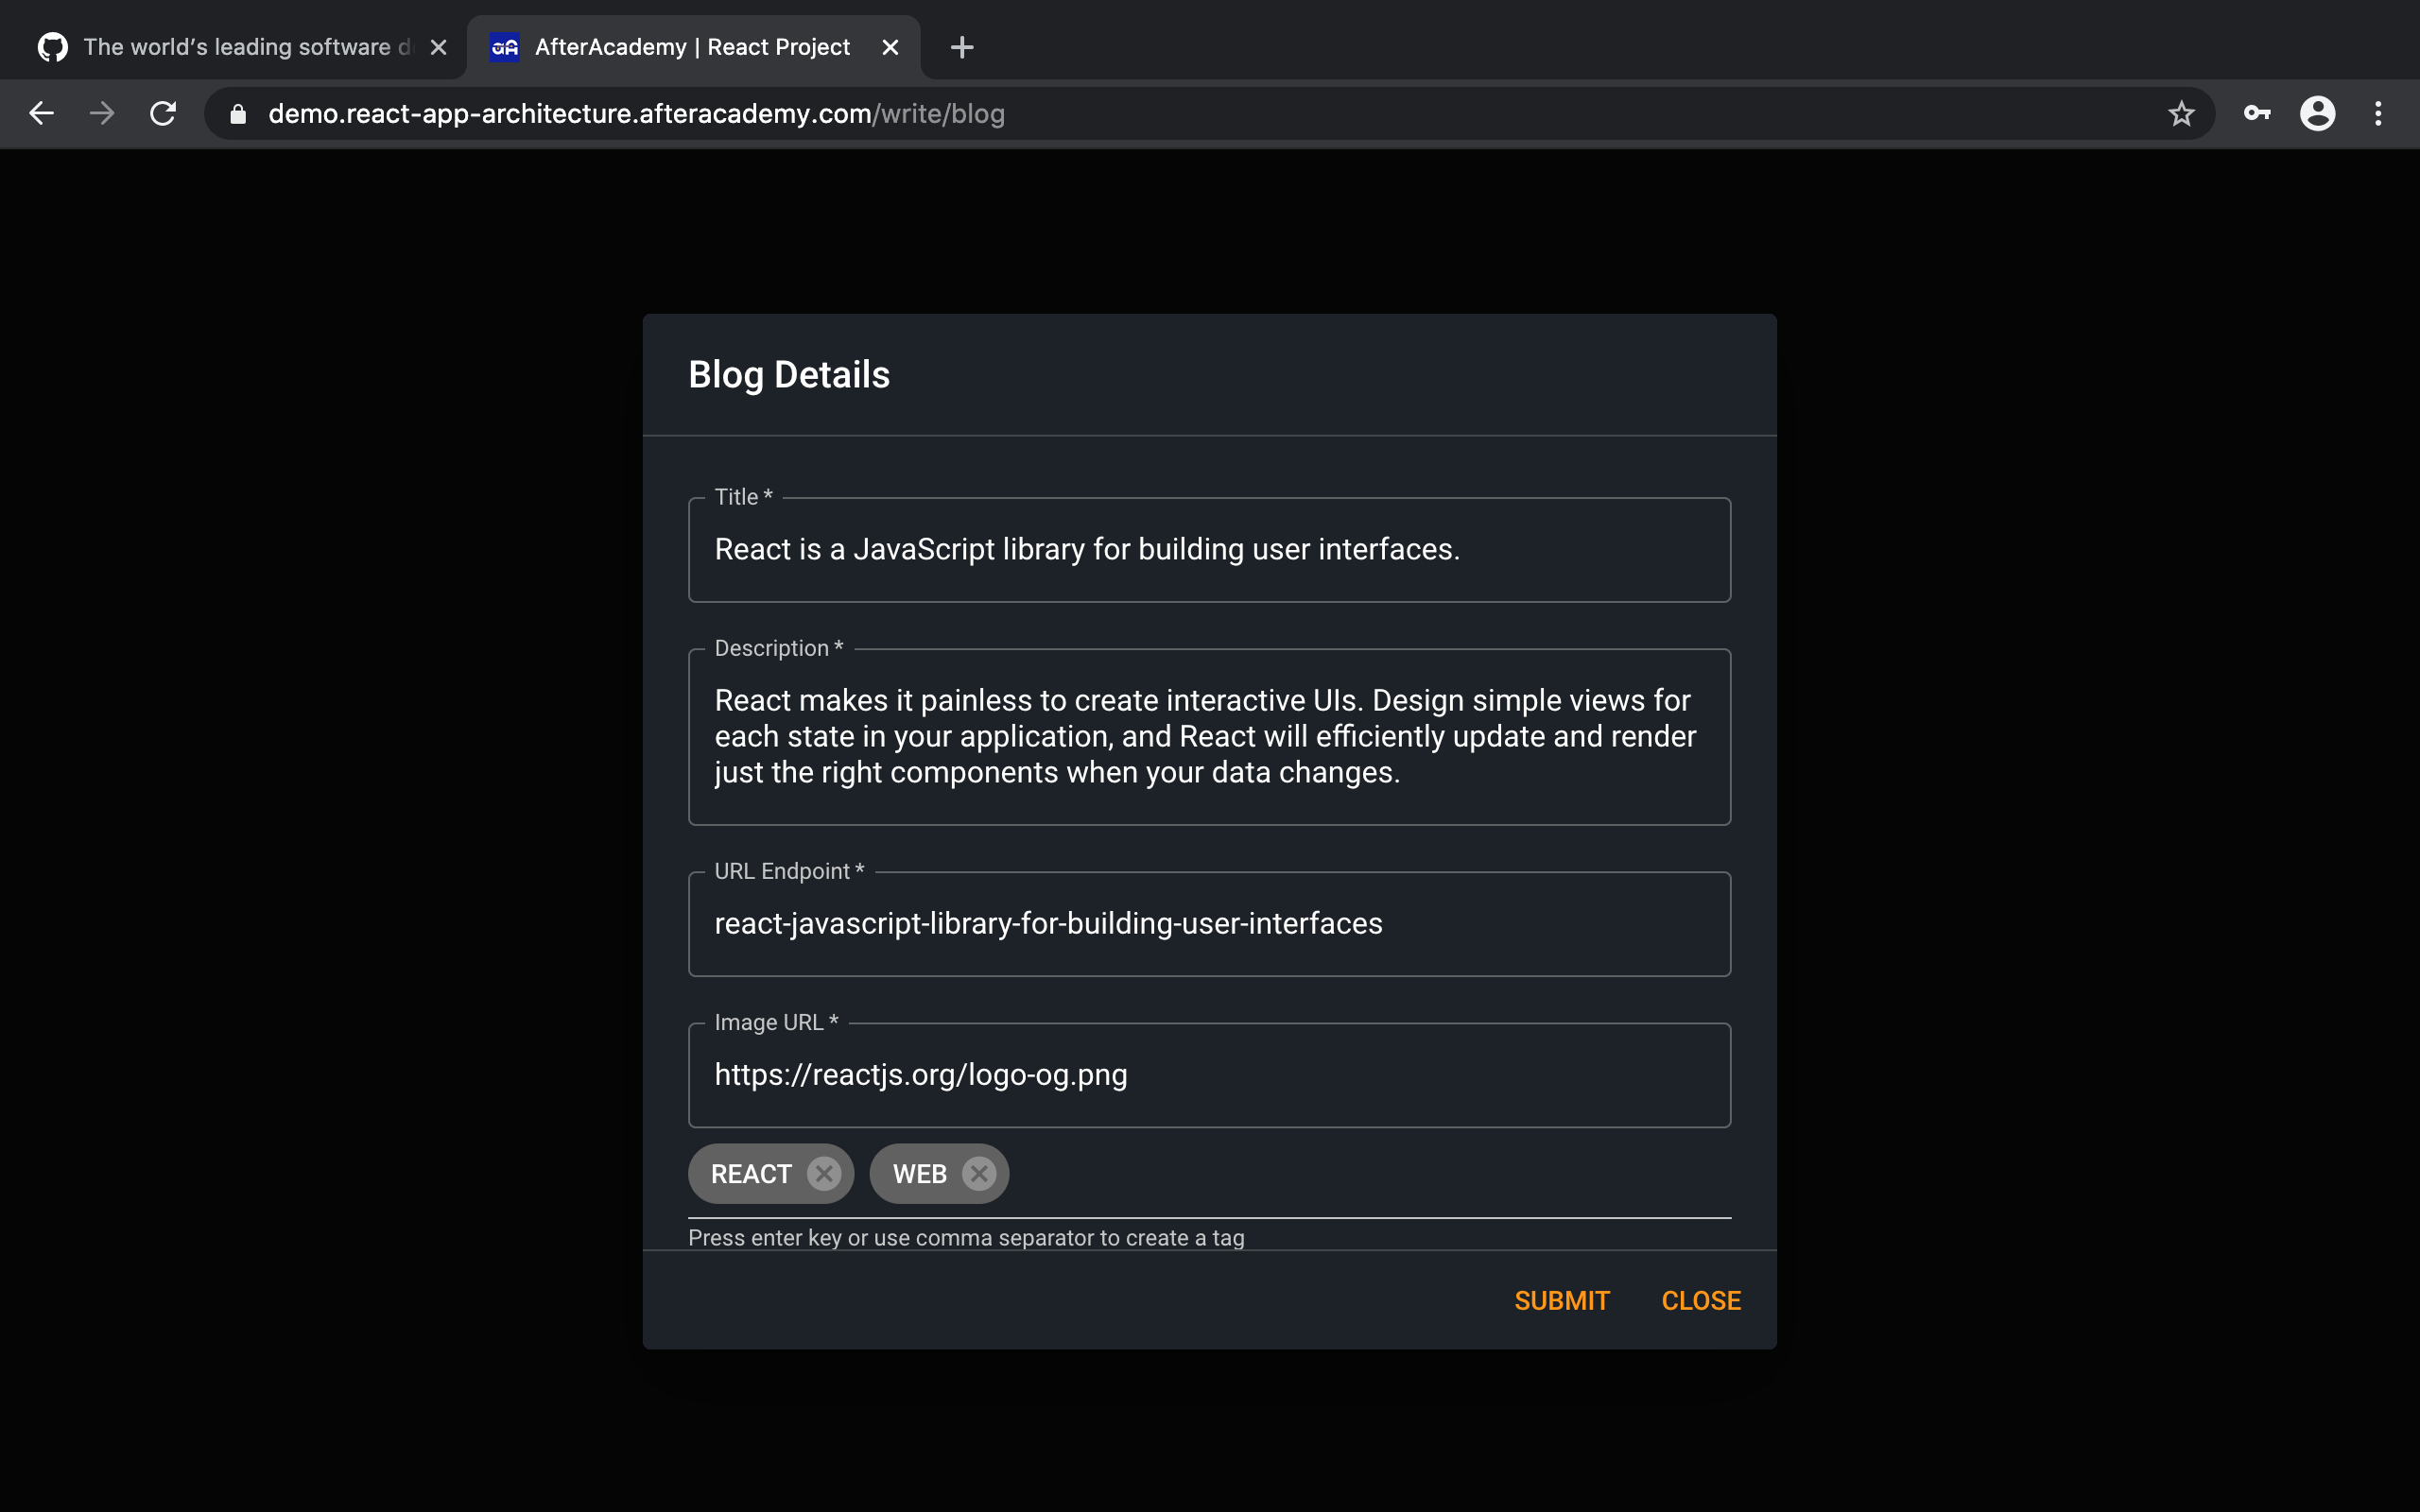 The world's leading software d
AfterAcademy | React Project
demo.react-app-architecture.afteracademy.com/write/blog
Blog Details
Title *
React is a JavaScript library for building user interfaces.
Description *
React makes it painless to create interactive UIs. Design simple views for
each state in your application, and React will efficiently update and render
just the right components when your data changes.
URL Endpoint *
react-javascript-library-for-building-user-interfaces
Image URL *
https://reactjs.org/logo-og.png
REACT
WEB
Press enter key or use comma separator to create a tag
SUBMIT CLOSE